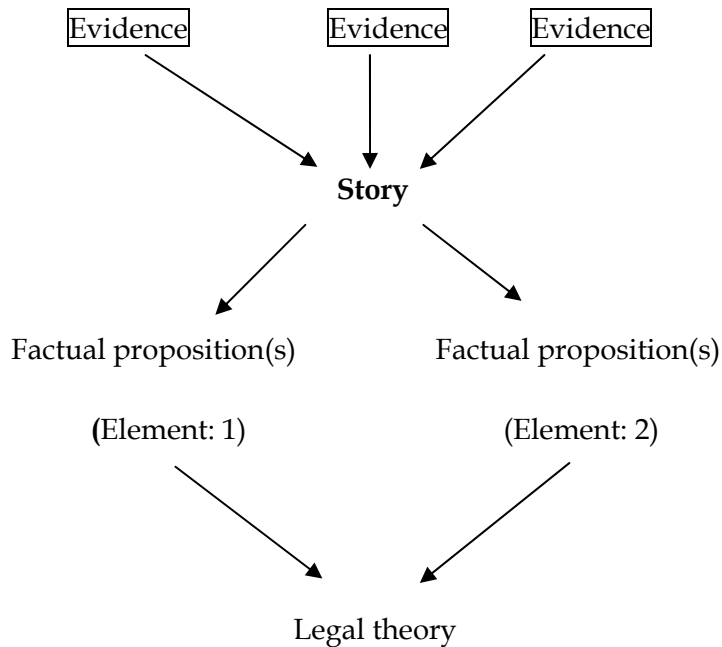 Evidence Evidence Evidence
Story
Factual proposition(s) Factual proposition(s)
(Element: 1) (Element: 2)
Legal theory